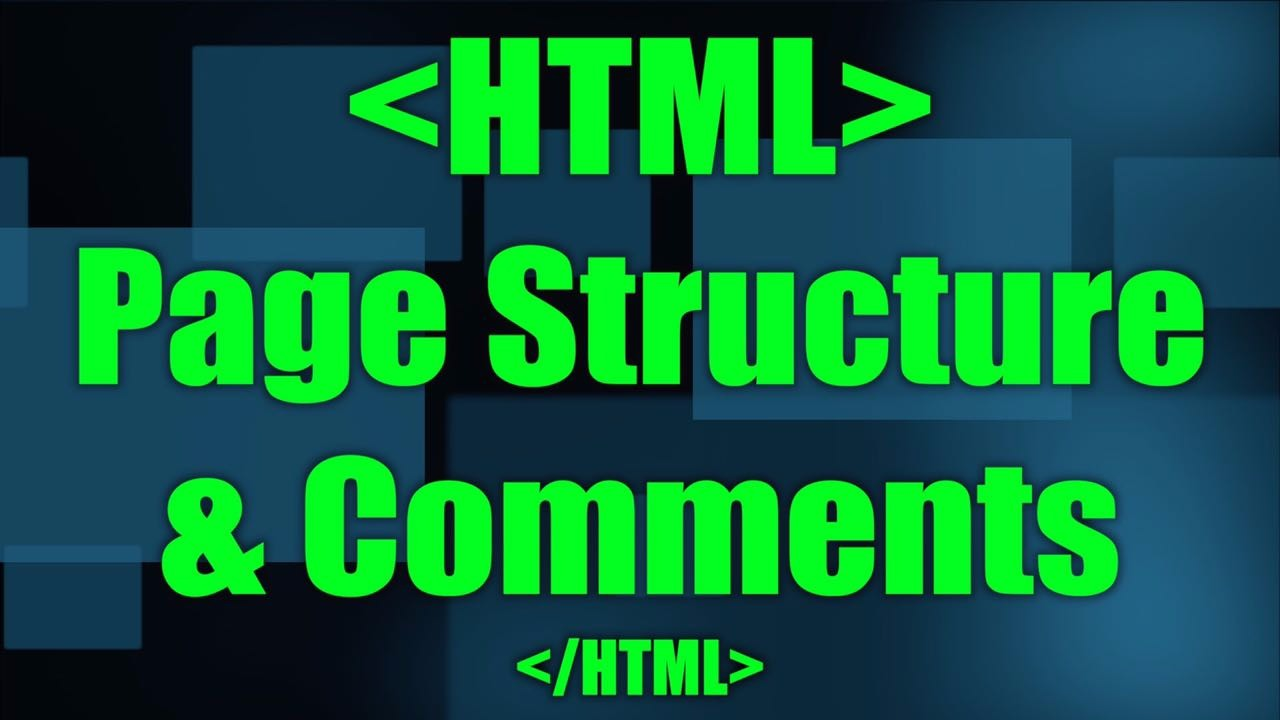 <HTML>
Page Structure
& Comments
</HTML>